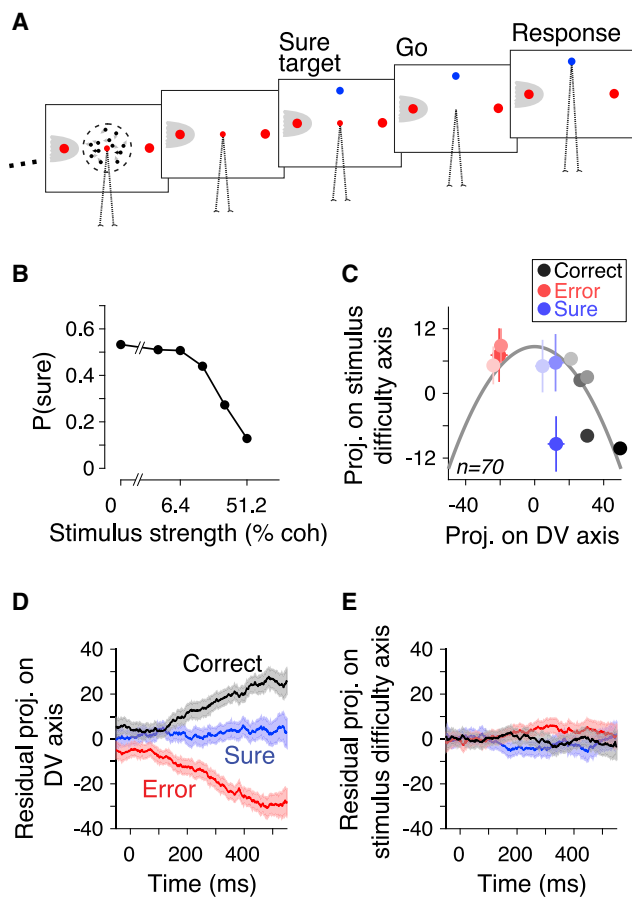 A
Sure
target
Go
Response
B
P(sure)
0.6
0.4
0.2
0
0
6.4
51.2
Stimulus strength (% coh)
C
Correct
Error
Sure
Proj. on stimulus
difficulty axis
12
6
0
-6
-12
n=70
-40
0
40
Proj. on DV axis
D
Residual proj. on
DV axis
40
20
0
-20
-40
Correct
Sure
Error
0
200
400
Time (ms)
E
Residual proj. on
stimulus difficulty axis
40
20
0
-20
-40
0
200
400
Time (ms)